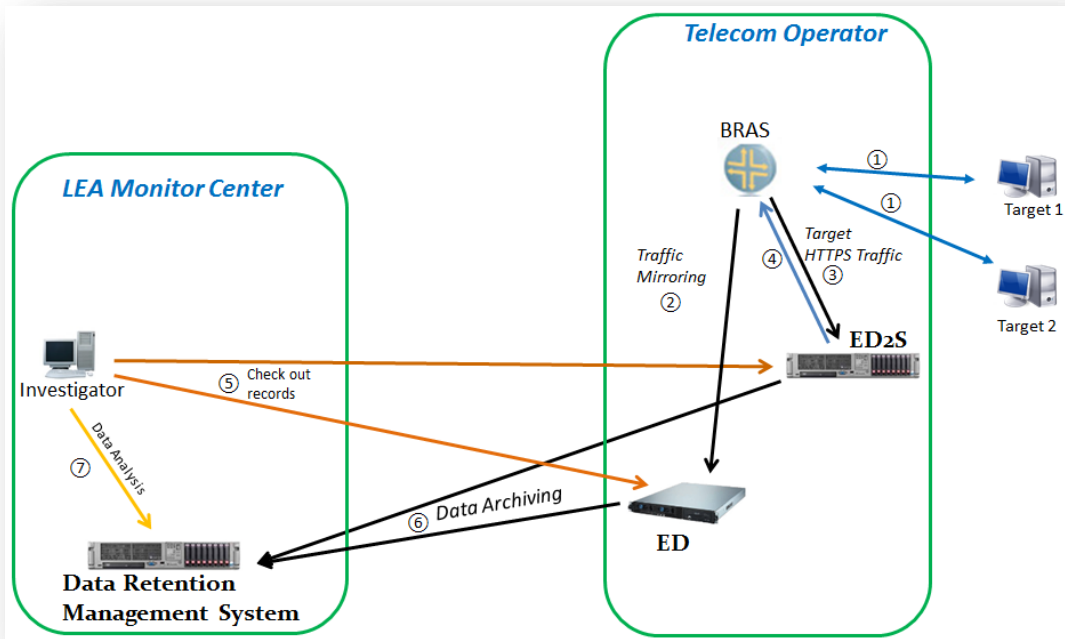 Telecom Operator
BRAS
LEA Monitor Center
①
①
Target 1
Traffic
Mirroring
②
④
Target
HTTPS Traffic
③
Target 2
ED2S
Investigator
⑤ Check out
records
Data Analysis
⑦
⑥ Data Archiving
ED
Data Retention
Management System